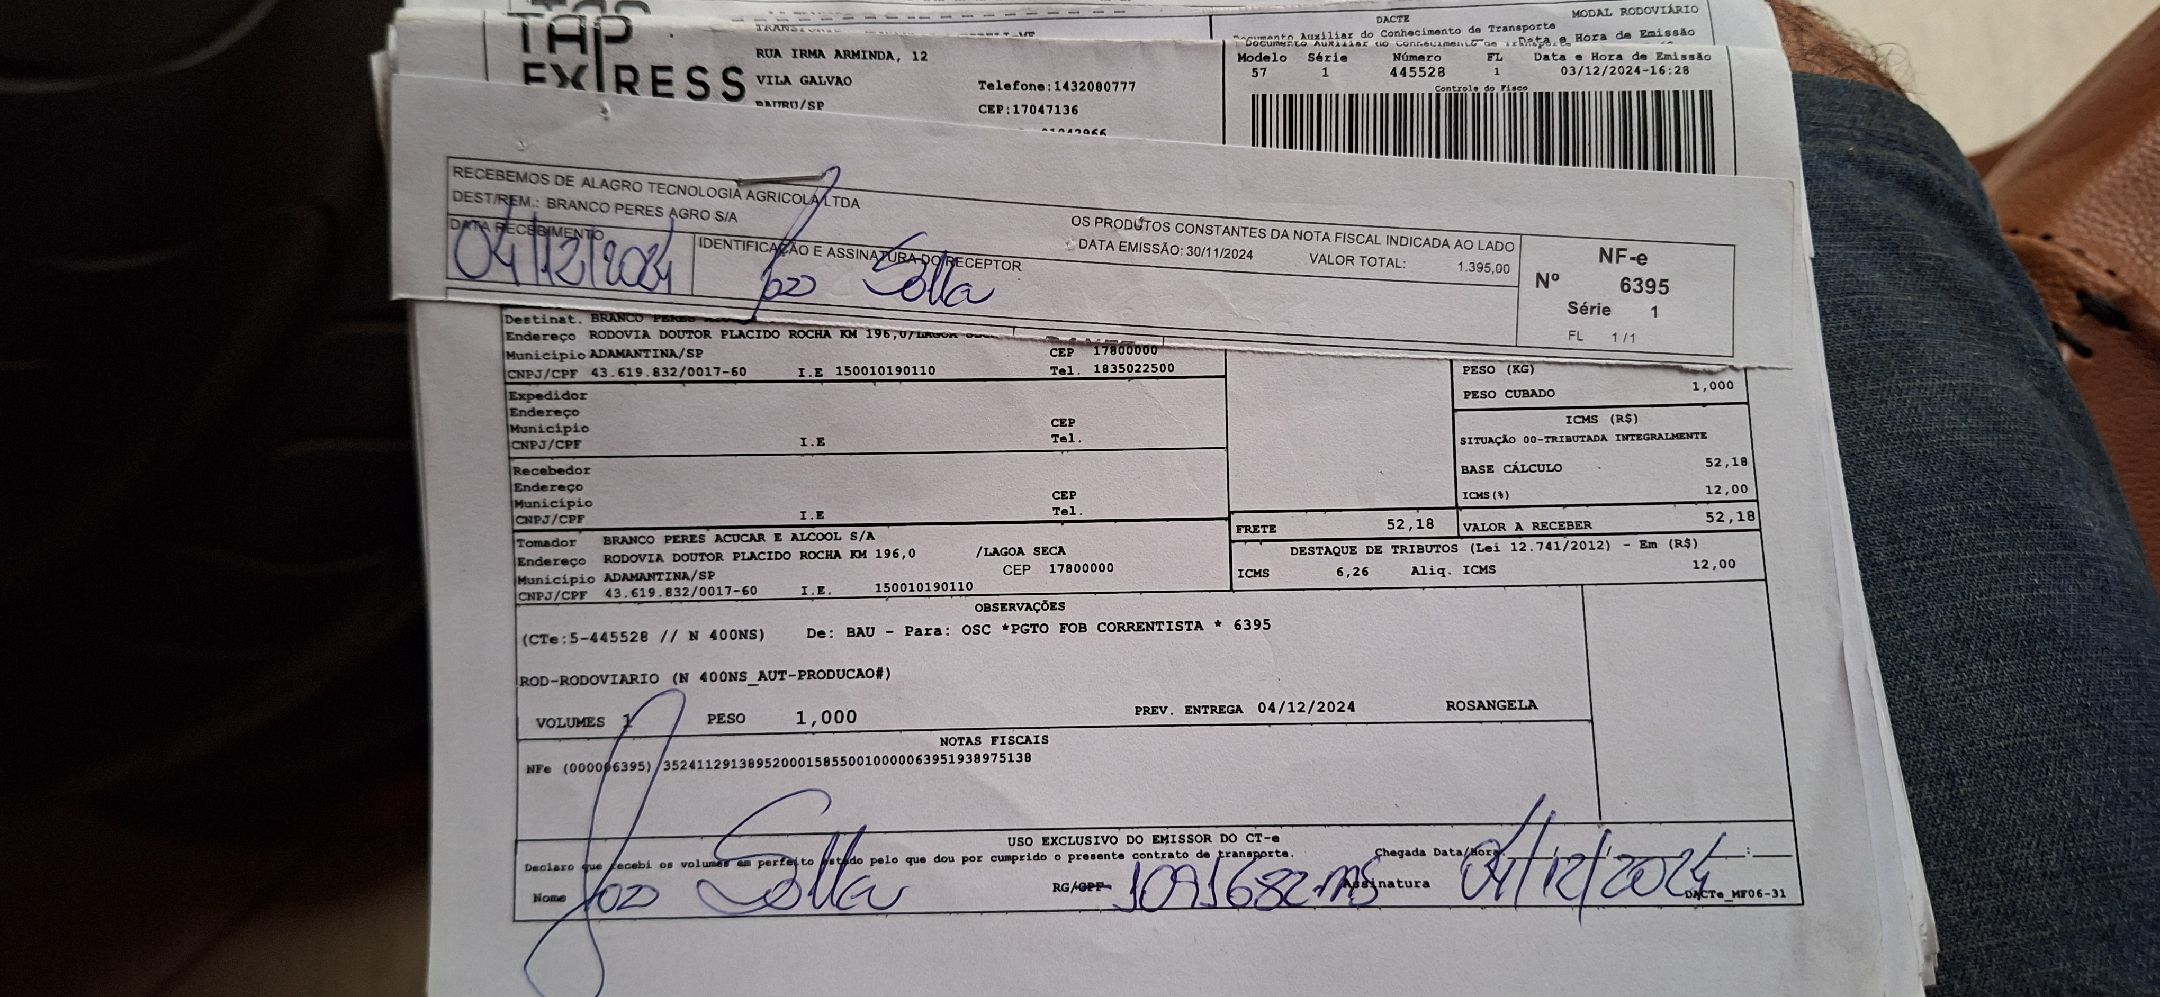 DACTE
MODAL RODOVIÁRIO
Documento Auxiliar do Conhecimento de Transporte
Data e Hora de Emissão
TAP EXPRESS
RUA IRMA ARMINDA, 12
VILA GALVAO
BAURU/SP
Telefone:1432080777
CEP:17047136
Modelo Série Número FL Data e Hora de Emissão
57 1 445528 1 03/12/2024-16:28
Controle do Fisco
RECEBEMOS DE ALAGRO TECNOLOGIA AGRICOLA LTDA
OS PRODUTOS CONSTANTES DA NOTA FISCAL INDICADA AO LADO
DEST/REM.: BRANCO PERES AGRO S/A
DATA EMISSÃO: 30/11/2024 VALOR TOTAL: 1.395,00
DATA RECEBIMENTO
04/12/2024
IDENTIFICAÇÃO E ASSINATURA DO RECEPTOR
NF-e
Nº 6395
Série 1
FL 1/1
Destinat. BRANCO PERES
Endereço RODOVIA DOUTOR PLACIDO ROCHA KM 196,0/LAGOA
Município ADAMANTINA/SP CEP 17800000
CNPJ/CPF 43.619.832/0017-60 I.E 150010190110 Tel. 1835022500
Expedidor
Endereço
Município CEP
CNPJ/CPF I.E Tel.
Recebedor
Endereço
Município CEP
CNPJ/CPF I.E Tel.
Tomador BRANCO PERES ACUCAR E ALCOOL S/A
Endereço RODOVIA DOUTOR PLACIDO ROCHA KM 196,0 /LAGOA SECA
Município ADAMANTINA/SP CEP 17800000
CNPJ/CPF 43.619.832/0017-60 I.E. 150010190110
PESO (KG)
PESO CUBADO 1,000
ICMS (R$)
SITUAÇÃO 00-TRIBUTADA INTEGRALMENTE
BASE CÁLCULO 52,18
ICMS(%) 12,00
FRETE 52,18 VALOR A RECEBER 52,18
DESTAQUE DE TRIBUTOS (Lei 12.741/2012) - Em (R$)
ICMS 6,26 Aliq. ICMS 12,00
OBSERVAÇÕES
(CTe:5-445528 // N 400NS) De: BAU - Para: OSC *PGTO FOB CORRENTISTA * 6395
ROD-RODOVIARIO (N 400NS_AUT-PRODUCAO#)
VOLUMES 1 PESO 1,000 PREV. ENTREGA 04/12/2024 ROSANGELA
NOTAS FISCAIS
NFe (000006395) 35241129138952000158550010000063951938975138
USO EXCLUSIVO DO EMISSOR DO CT-e
Declaro que recebi os volumes em perfeito estado pelo que dou por cumprido o presente contrato de transporte.
Chegada Data/Hora
04/12/2024
Nome
RG/CPF
Assinatura
DACTe_MF06-31